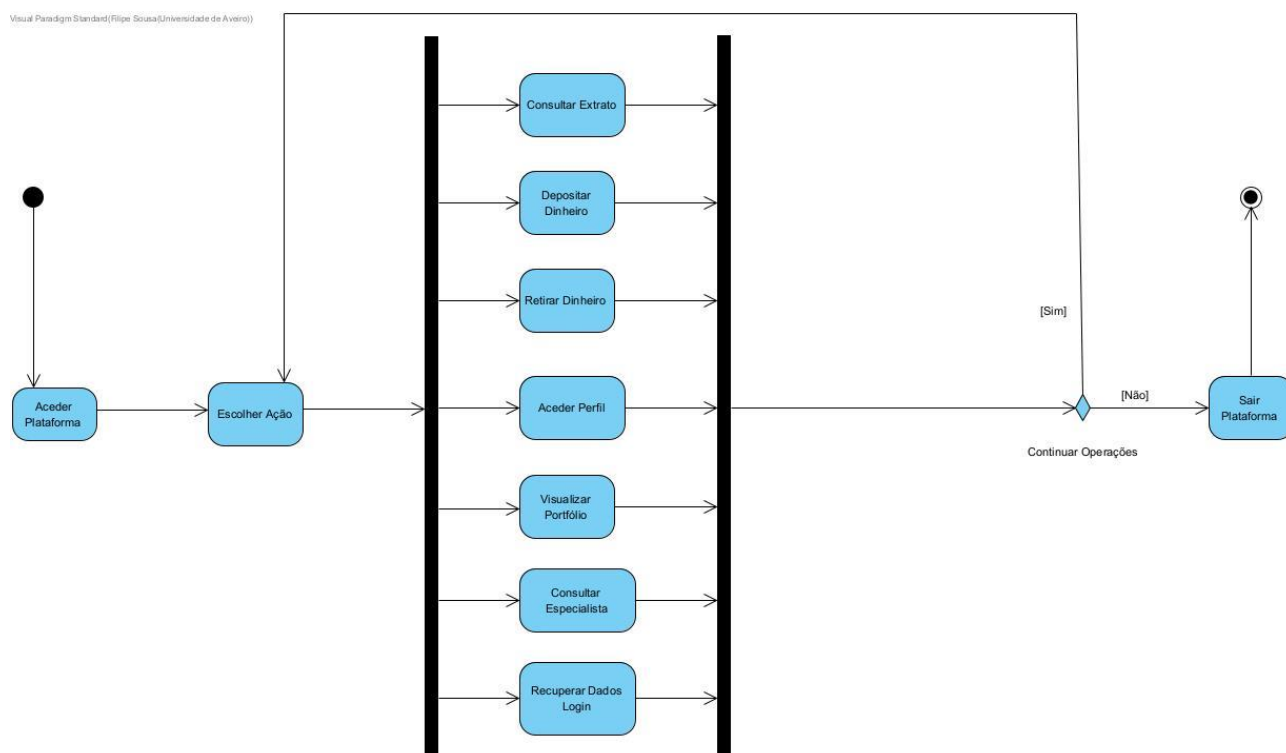 Visual Paradigm Standard(Filipe Sousa(Universidade de Aveiro))
Consultar Extrato
Depositar
Dinheiro
Retirar Dinheiro
[Sim]
Aceder
Plataforma
Escolher Ação
Aceder Perfil
[Não]
Sair
Plataforma
Continuar Operações
Visualizar
Portfólio
Consultar
Especialista
Recuperar Dados
Login